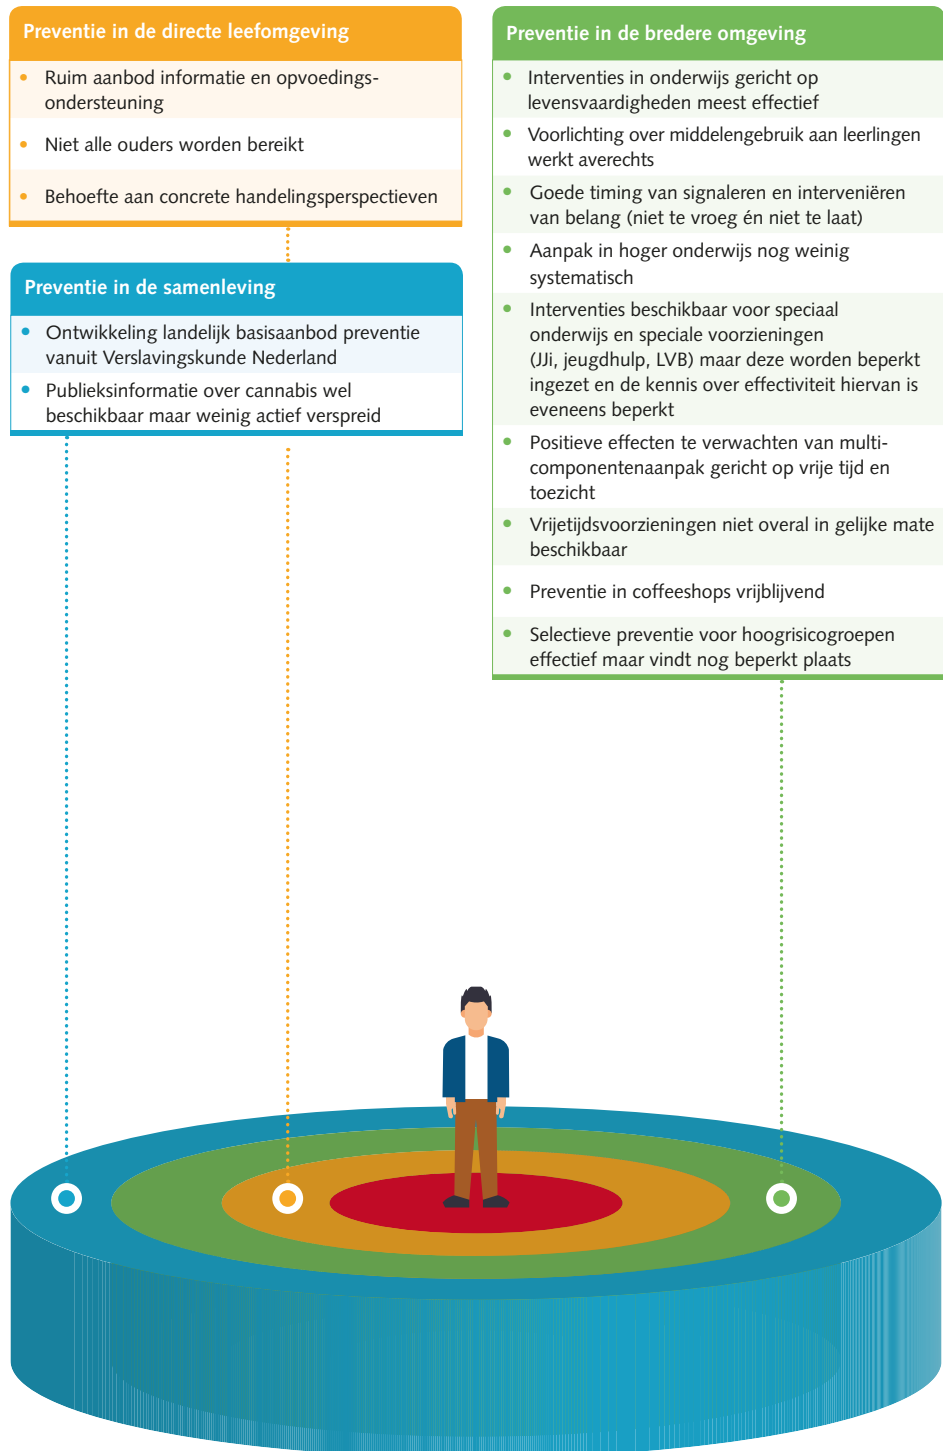 Preventie in de directe leefomgeving
• Ruim aanbod informatie en opvoedings-
ondersteuning
• Niet alle ouders worden bereikt
• Behoefte aan concrete handelingsperspectieven
Preventie in de samenleving
• Ontwikkeling landelijk basisaanbod preventie
vanuit Verslavingskunde Nederland
• Publieksinformatie over cannabis wel
beschikbaar maar weinig actief verspreid
Preventie in de bredere omgeving
• Interventies in onderwijs gericht op
levensvaardigheden meest effectief
• Voorlichting over middelengebruik aan leerlingen
werkt averechts
• Goede timing van signaleren en interveniëren
van belang (niet te vroeg én niet te laat)
• Aanpak in hoger onderwijs nog weinig
systematisch
• Interventies beschikbaar voor speciaal
onderwijs en speciale voorzieningen
(JJi, jeugdhulp, LVB) maar deze worden beperkt
ingezet en de kennis over effectiviteit hiervan is
eveneens beperkt
• Positieve effecten te verwachten van multi-
componentenaanpak gericht op vrije tijd en
toezicht
• Vrijetijdsvoorzieningen niet overal in gelijke mate
beschikbaar
• Preventie in coffeeshops vrijblijvend
• Selectieve preventie voor hoogrisicogroepen
effectief maar vindt nog beperkt plaats